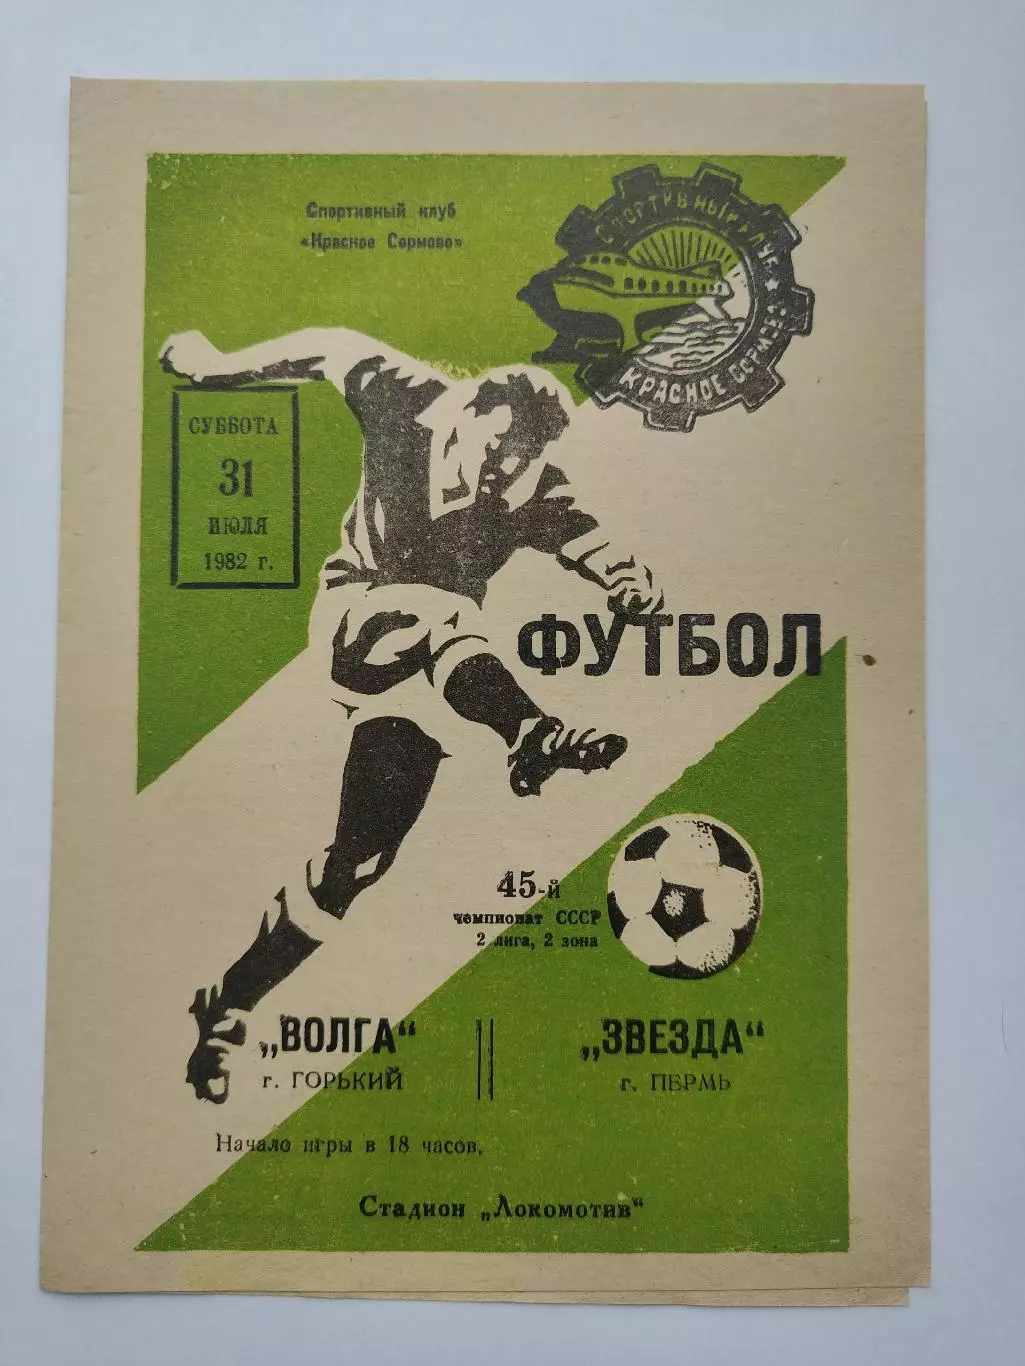 Спортивный клуб
«Красное Сормово»
СПОРТИВНЫЙ КЛУБ
★ КРАСНОЕ СОРМОВО
СУББОТА
31
ИЮЛЯ
1982 г.
ФУТБОЛ
45-й
чемпионат СССР
2 лига, 2 зона
„ВОЛГА“ || „ЗВЕЗДА“
г. ГОРЬКИЙ г. ПЕРМЬ
Начало игры в 18 часов.
Стадион „Локомотив“